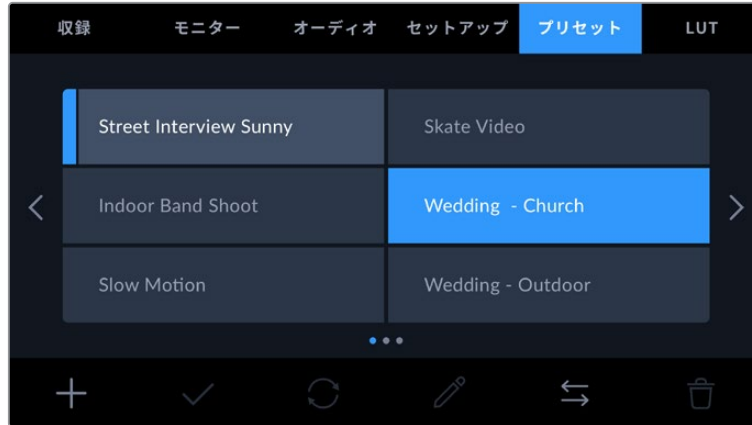 収録 モニター オーディオ セットアップ プリセット LUT
Street Interview Sunny Skate Video
Indoor Band Shoot Wedding - Church
Slow Motion Wedding - Outdoor